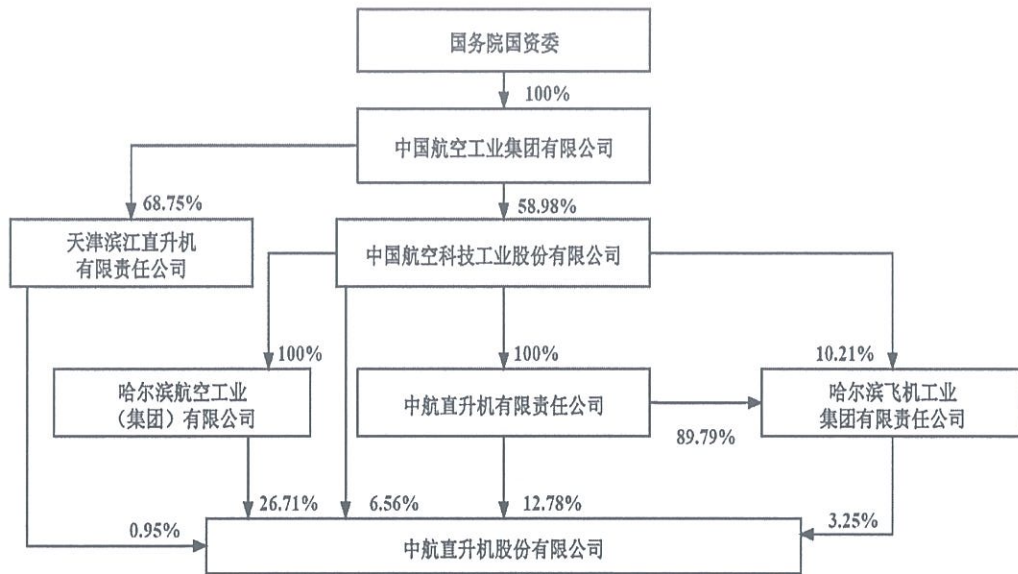 国务院国资委
100%
中国航空工业集团有限公司
68.75%
58.98%
天津滨江直升机
有限责任公司
中国航空科技工业股份有限公司
100%
100%
10.21%
哈尔滨航空工业
（集团）有限公司
中航直升机有限责任公司
哈尔滨飞机工业
集团有限责任公司
89.79%
26.71%
6.56%
12.78%
3.25%
0.95%
中航直升机股份有限公司